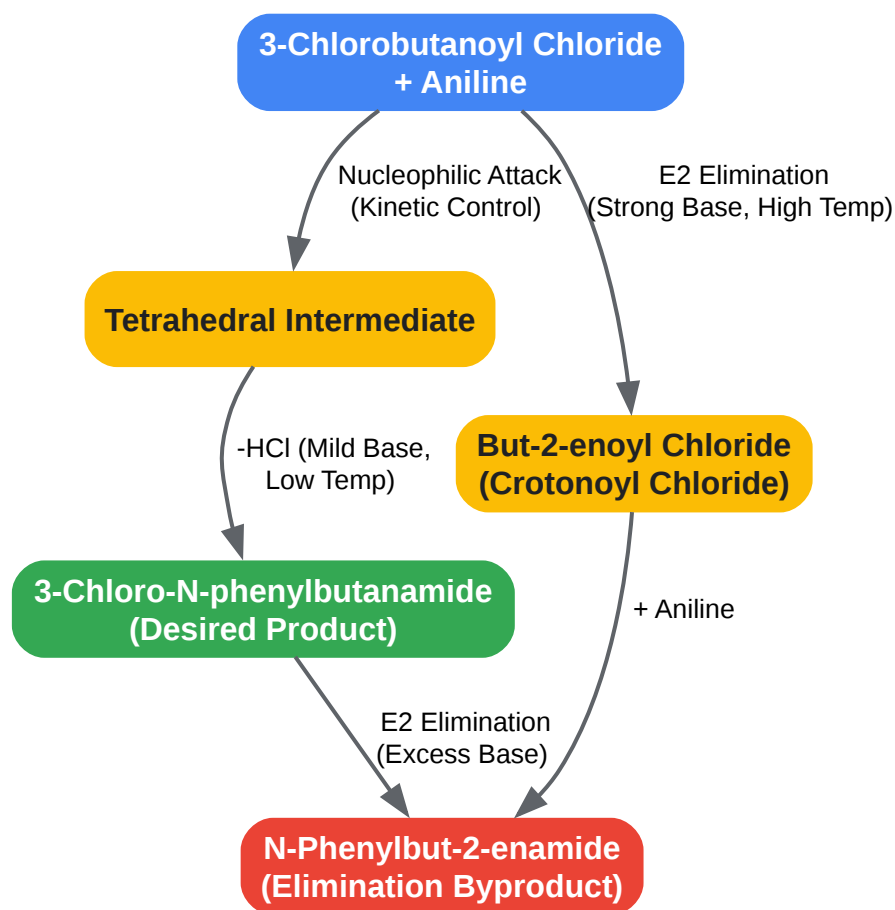 3-Chlorobutanoyl Chloride
+ Aniline
Nucleophilic Attack
(Kinetic Control)
E2 Elimination
(Strong Base, High Temp)
Tetrahedral Intermediate
-HCl (Mild Base,
Low Temp)
But-2-enoyl Chloride
(Crotonoyl Chloride)
3-Chloro-N-phenylbutanamide
(Desired Product)
+ Aniline
E2 Elimination
(Excess Base)
N-Phenylbut-2-enamide
(Elimination Byproduct)